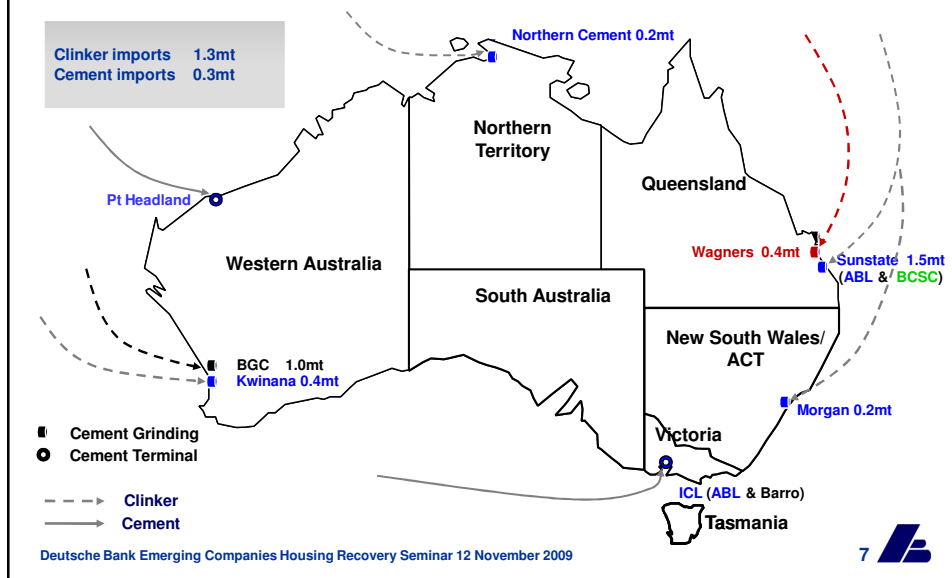 Clinker imports 1.3mt
Cement imports 0.3mt
Northern Cement 0.2mt
Northern
Territory
Queensland
Pt Headland
Western Australia
Wagners 0.4mt
Sunstate 1.5mt
(ABL & BCSC)
South Australia
New South Wales/
ACT
BGC 1.0mt
Kwinana 0.4mt
Morgan 0.2mt
Cement Grinding
Cement Terminal
Victoria
Clinker
Cement
ICL (ABL & Barro)
Tasmania
Deutsche Bank Emerging Companies Housing Recovery Seminar 12 November 2009
7